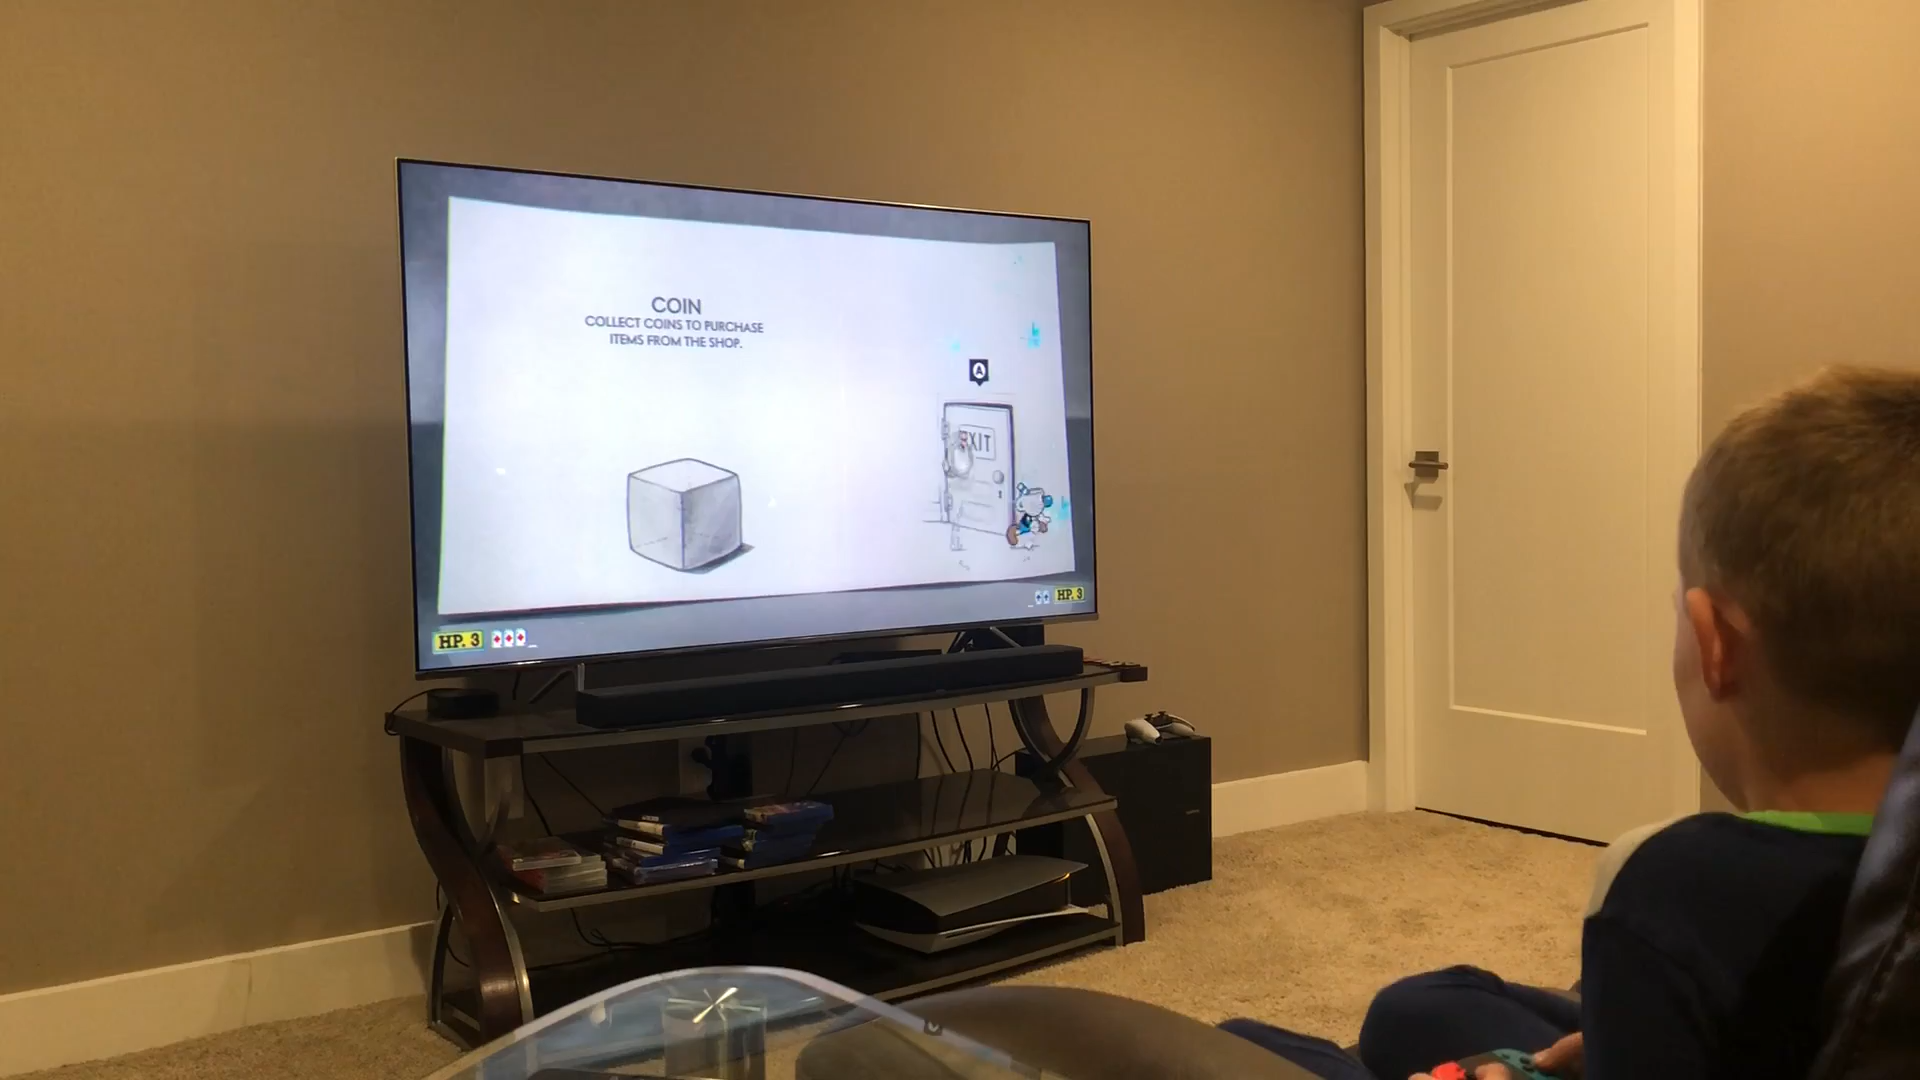 COIN
COLLECT COINS TO PURCHASE
ITEMS FROM THE SHOP.
A
EXIT
HP. 3
HP. 3